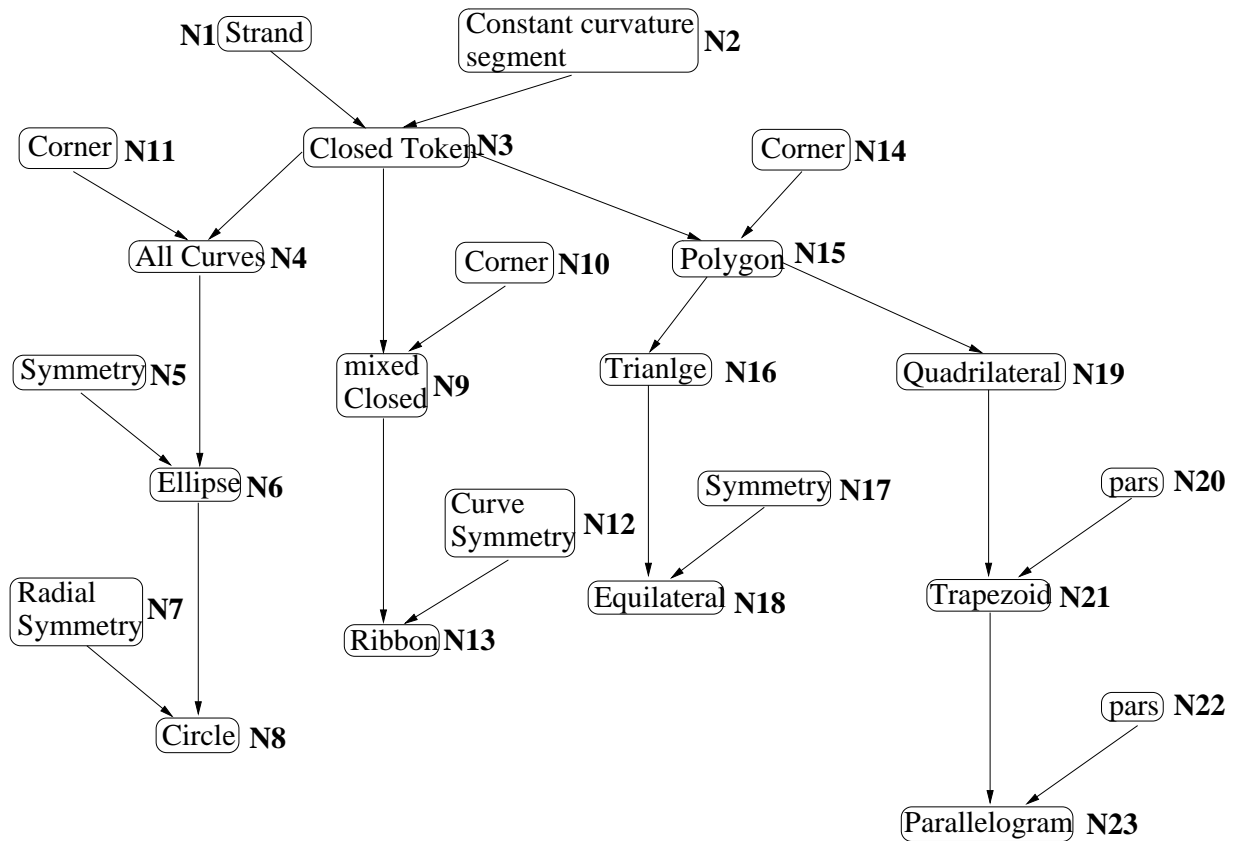 N1 Strand
Constant curvature
segment N2
Corner N11
Closed Token N3
Corner N14
All Curves N4
Corner N10
Polygon N15
Symmetry N5
mixed
Closed N9
Trianlge N16
Quadrilateral N19
Ellipse N6
Curve
Symmetry N12
Symmetry N17
pars N20
Radial
Symmetry N7
Ribbon N13
Equilateral N18
Trapezoid N21
Circle N8
pars N22
Parallelogram N23